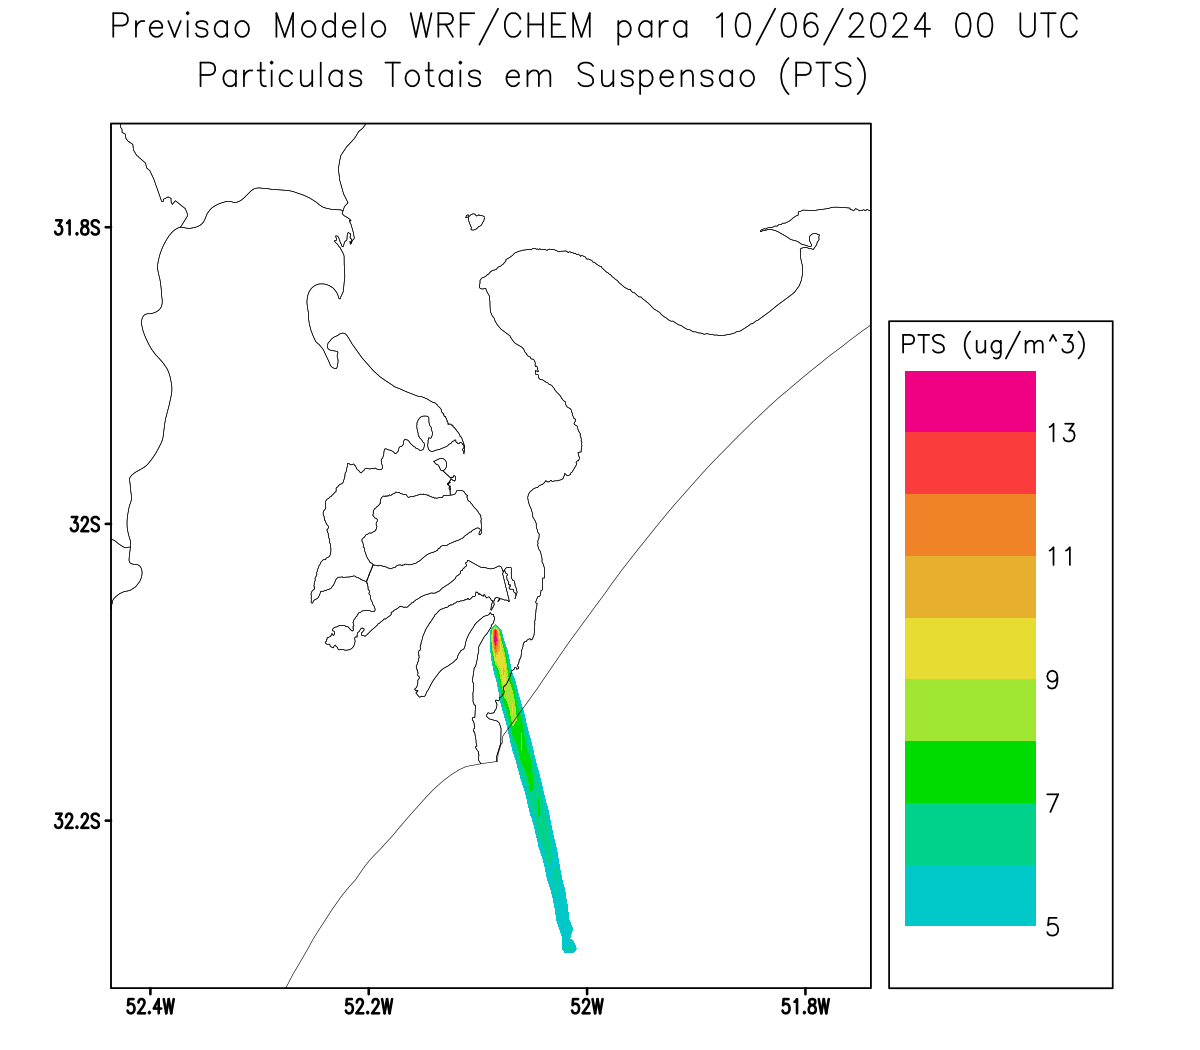 Previsao Modelo WRF/CHEM para 10/06/2024 00 UTC
Particulas Totais em Suspensao (PTS)
31.8S
32S
32.2S
52.4W
52.2W
52W
51.8W
PTS (ug/m^3)
13
11
9
7
5